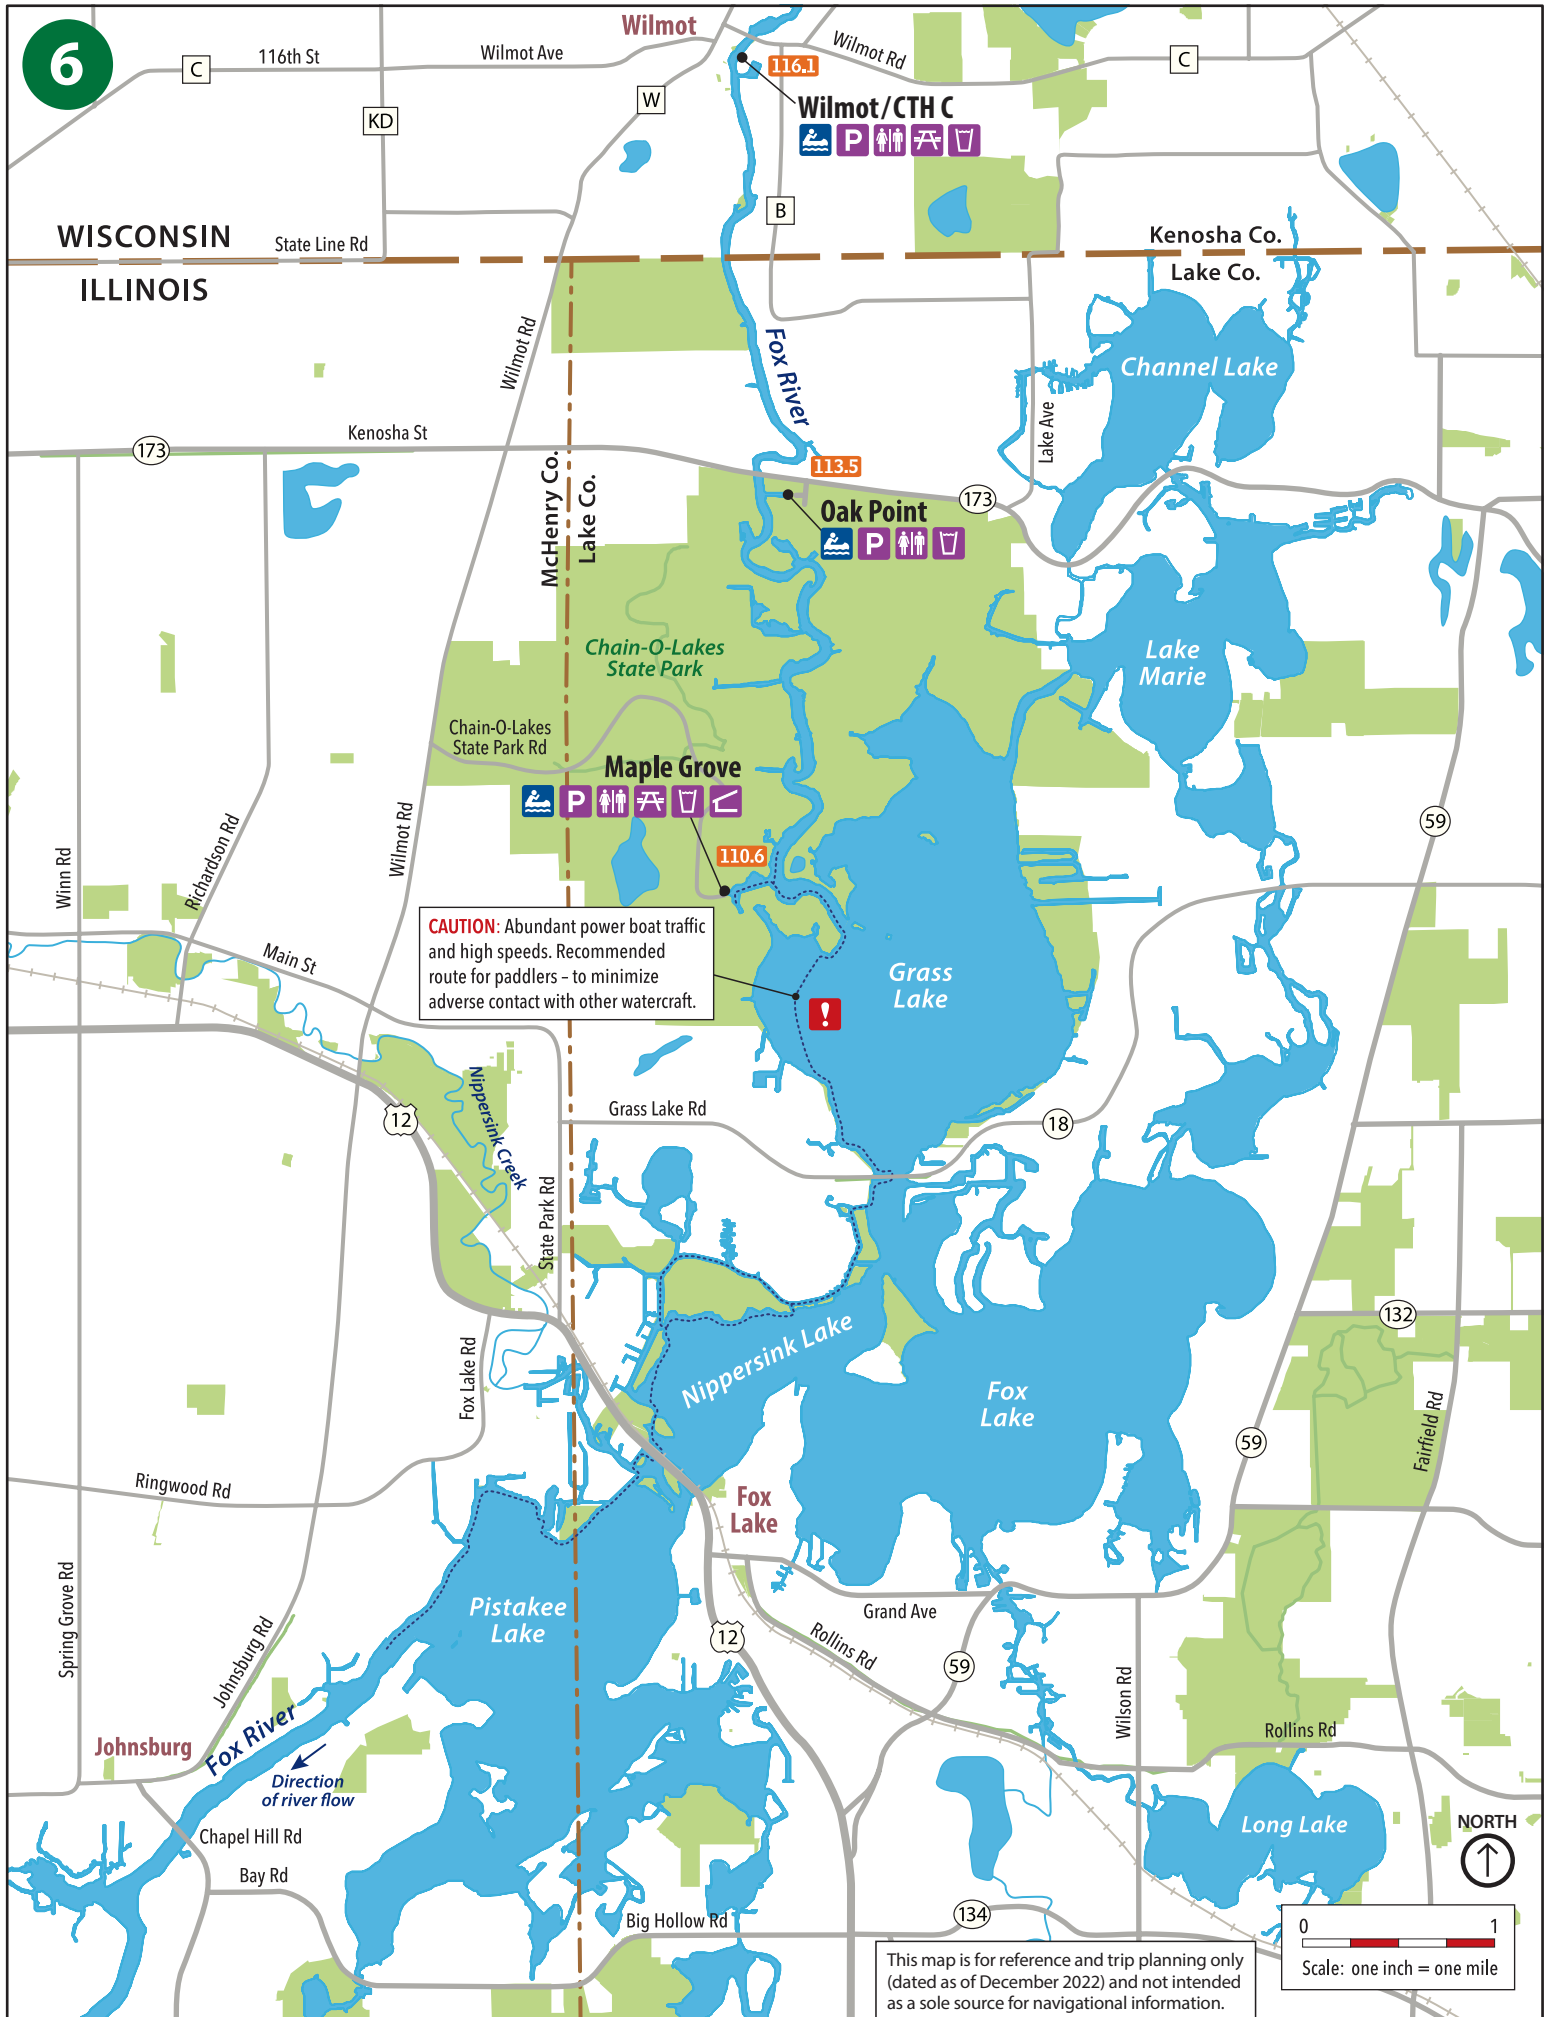 6
Wilmot
116th St
Wilmot Ave
Wilmot Rd
C
C
W
KD
116.1
Wilmot/CTH C
P
B
WISCONSIN
State Line Rd
ILLINOIS
Kenosha Co.
Lake Co.
Wilmot Rd
Fox River
Channel Lake
Lake Ave
173
Kenosha St
113.5
173
McHenry Co.
Lake Co.
Oak Point
P
Chain-O-Lakes
State Park
Lake
Marie
Chain-O-Lakes
State Park Rd
Maple Grove
P
Wilmot Rd
59
110.6
Winn Rd
Richardson Rd
CAUTION: Abundant power boat traffic
and high speeds. Recommended
route for paddlers – to minimize
adverse contact with other watercraft.
Main St
Grass
Lake
!
Nippersink Creek
12
Grass Lake Rd
18
State Park Rd
132
Nippersink Lake
Fox Lake Rd
Fox
Lake
Fairfield Rd
59
Ringwood Rd
Fox
Lake
Spring Grove Rd
Pistakee
Lake
Grand Ave
12
Rollins Rd
59
Johnsburg Rd
Wilson Rd
Rollins Rd
Johnsburg
Fox River
Direction
of river flow
Chapel Hill Rd
Bay Rd
Long Lake
NORTH
Big Hollow Rd
134
0 1
Scale: one inch = one mile
This map is for reference and trip planning only
(dated as of December 2022) and not intended
as a sole source for navigational information.